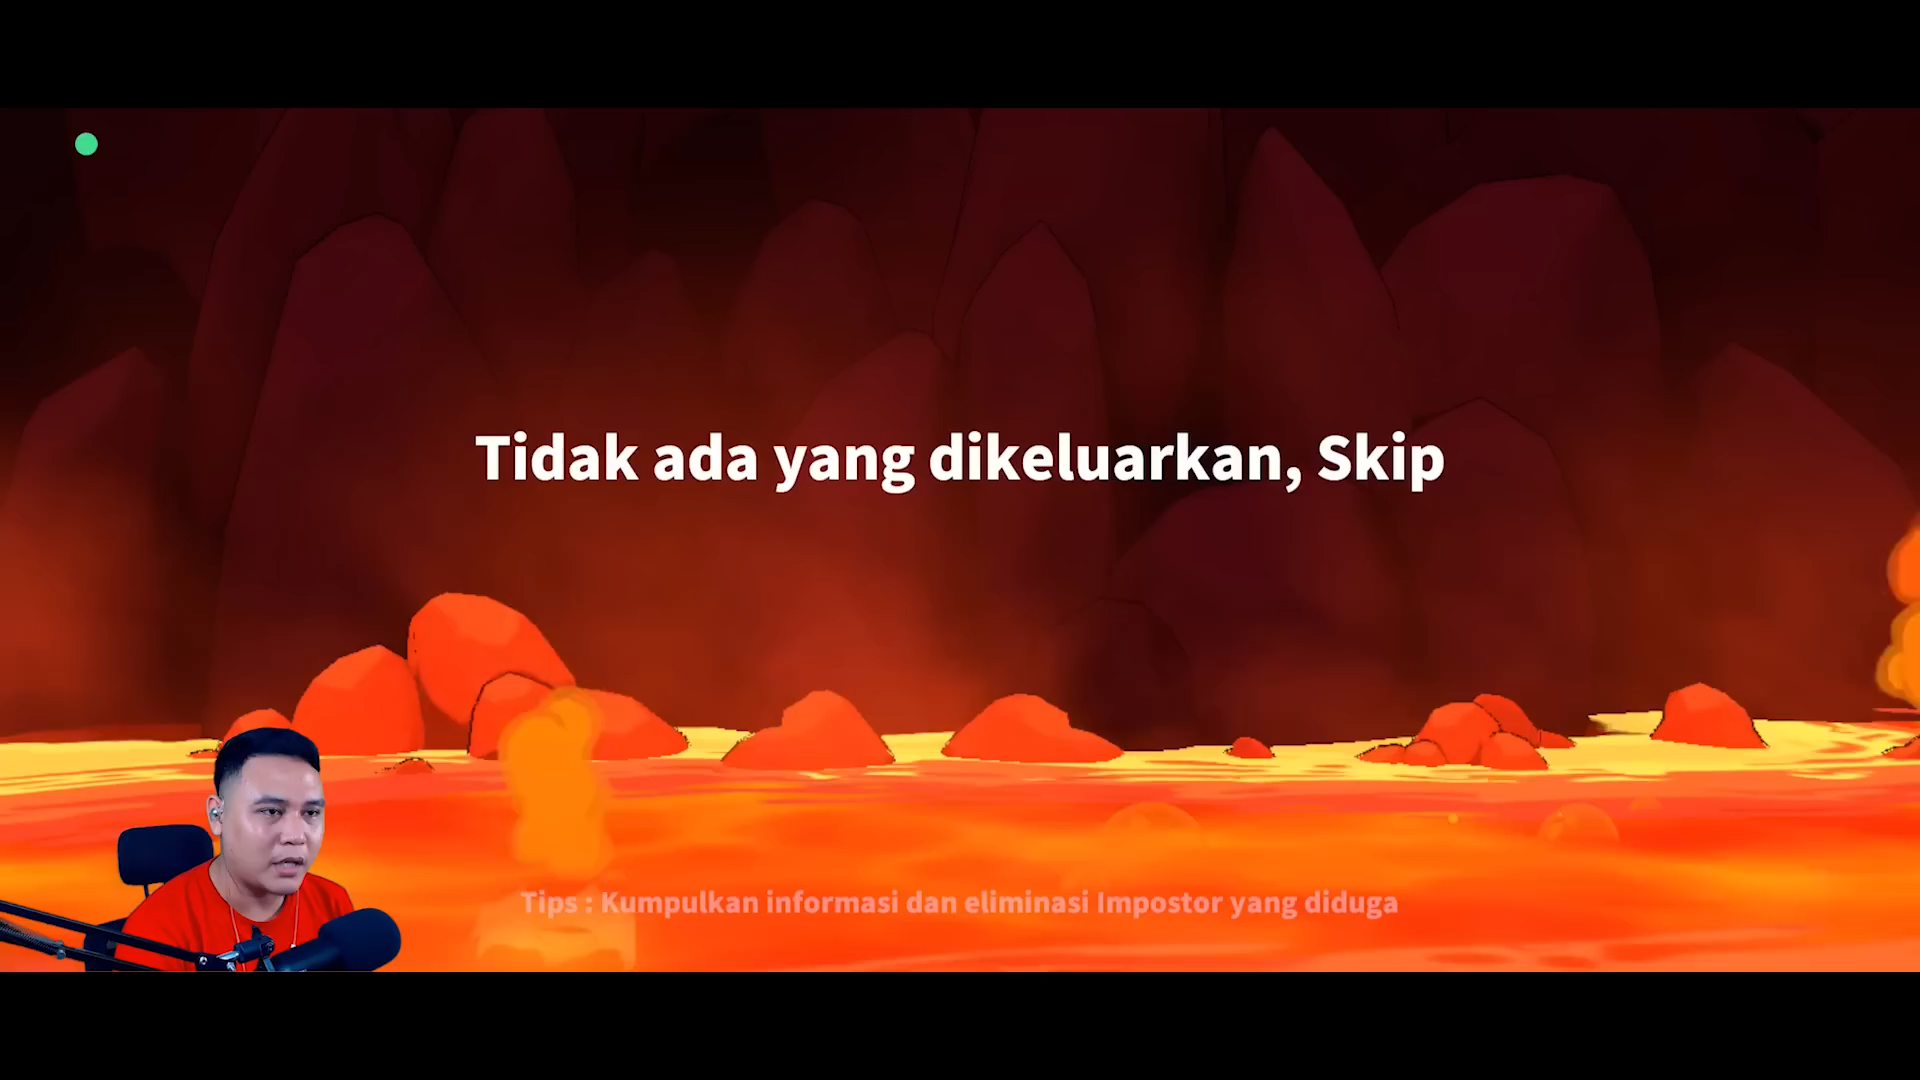 Tidak ada yang dikeluarkan, Skip
Tips : Kumpulkan informasi dan eliminasi Impostor yang diduga